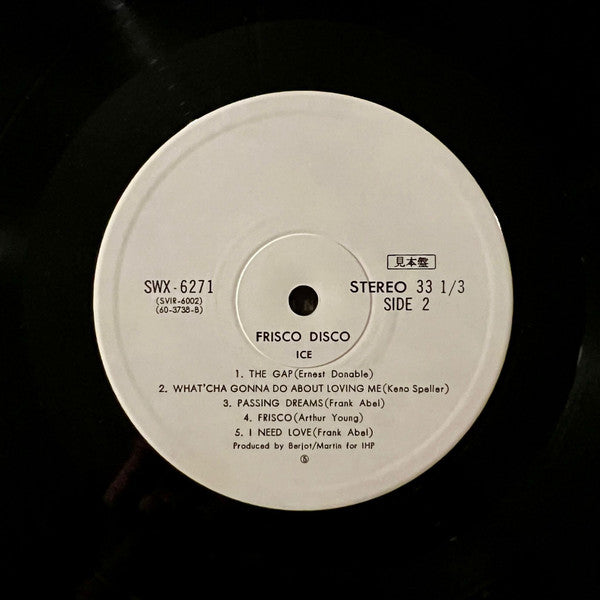 見本盤
SWX-6271
STEREO 33 1/3
(SVIR-6002)
SIDE 2
(60-3738-B)
FRISCO DISCO
ICE
1. THE GAP(Ernest Donable)
2. WHAT'CHA GONNA DO ABOUT LOVING ME(Keno Speller)
3. PASSING DREAMS(Frank Abel)
4. FRISCO(Arthur Young)
5. I NEED LOVE(Frank Abel)
Produced by Berjot/Martin for IHP